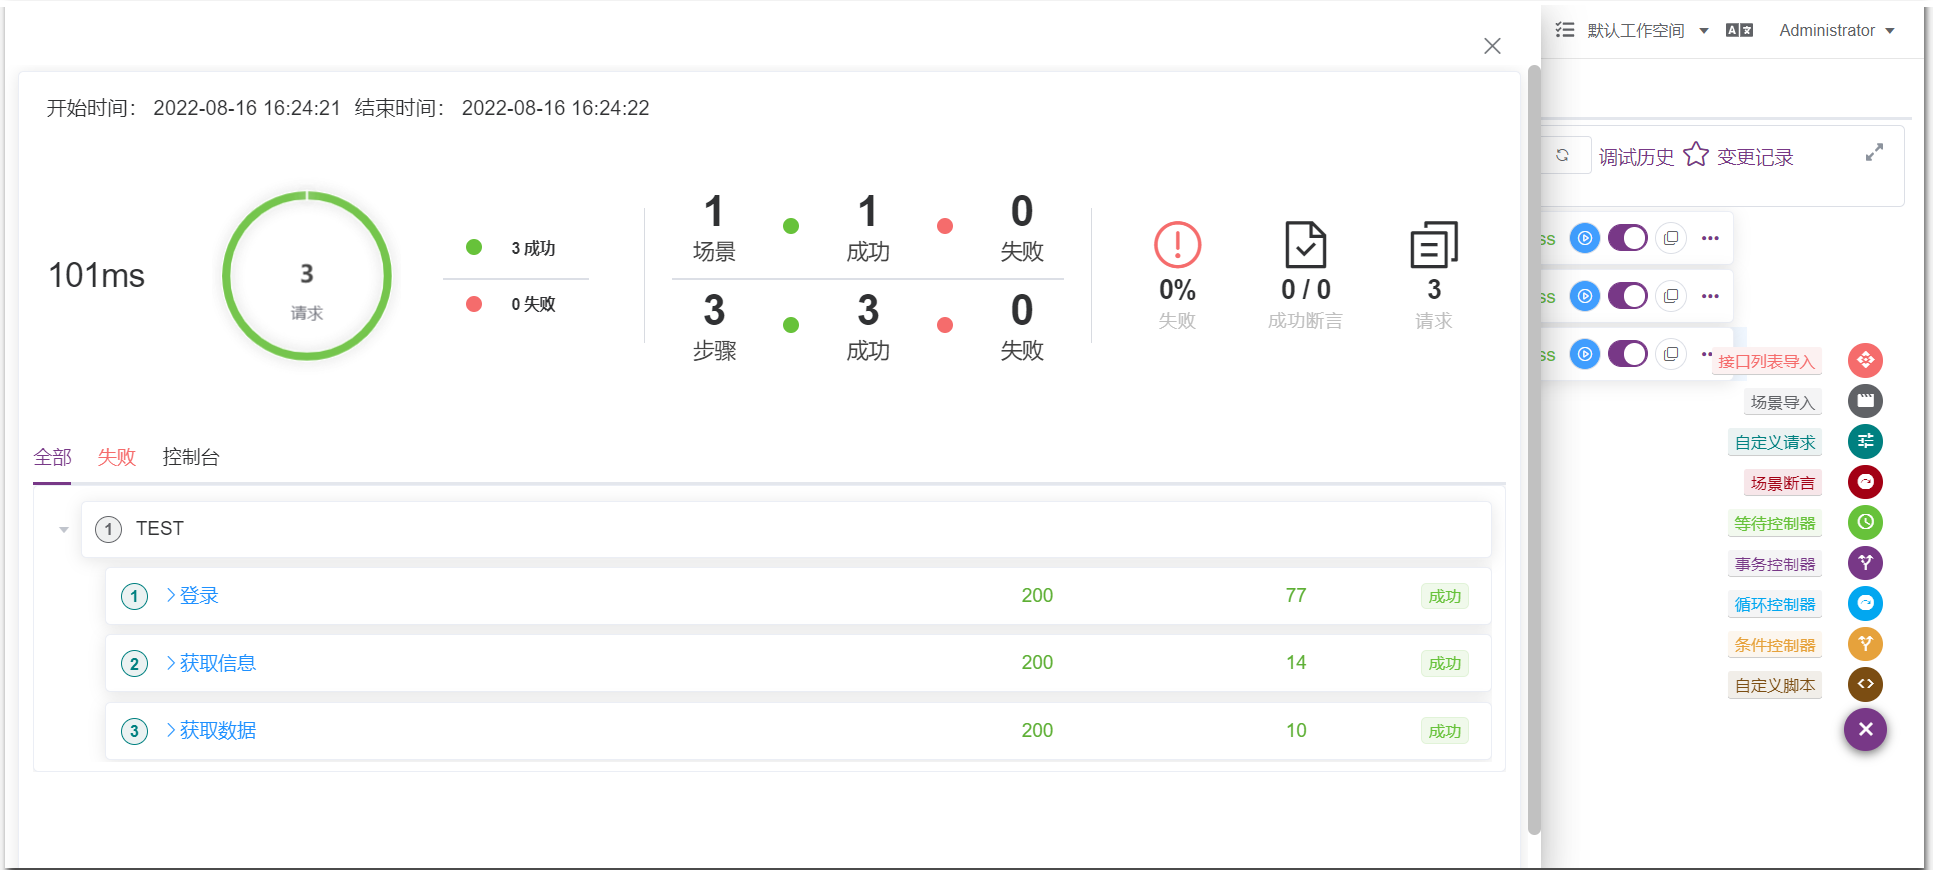 默认工作空间
Administrator
开始时间： 2022-08-16 16:24:21 结束时间： 2022-08-16 16:24:22
调试历史
变更记录
101ms
3
请求
3 成功
0 失败
1
场景
1
成功
0
失败
3
步骤
3
成功
0
失败
0%
失败
0 / 0
成功断言
3
请求
ss
ss
ss
接口列表导入
场景导入
自定义请求
场景断言
等待控制器
事务控制器
循环控制器
条件控制器
自定义脚本
全部 失败 控制台
1 TEST
1 登录 200 77 成功
2 获取信息 200 14 成功
3 获取数据 200 10 成功